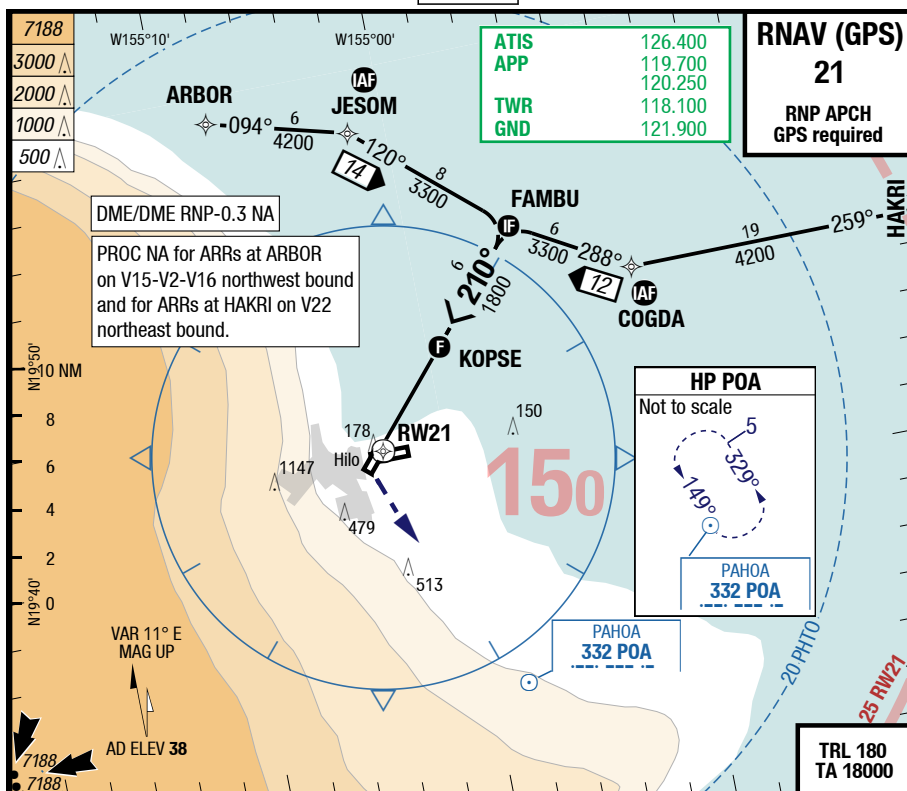 7188
3000
2000
1000
500
W155°10'
W155°00'
ATIS 126.400
APP 119.700
120.250
TWR 118.100
GND 121.900
RNAV (GPS)
21
RNP APCH
GPS required
ARBOR
IAF
JESOM
094°
6
4200
120°
14
8
3300
FAMBU
IF
6
3300
288°
12
IAF
COGDA
19
4200
259°
HAKRI
DME/DME RNP-0.3 NA
PROC NA for ARRs at ARBOR
on V15-V2-V16 northwest bound
and for ARRs at HAKRI on V22
northeast bound.
6
210°
1800
F
KOPSE
N19°50'
10 NM
8
6
4
2
0
N19°40'
178
RW21
Hilo
150
1147
479
513
150
HP POA
Not to scale
5
329°
149°
PAHOA
332 POA
PAHOA
332 POA
20 PHTO
25 RW21
VAR 11° E
MAG UP
AD ELEV 38
7188
7188
TRL 180
TA 18000